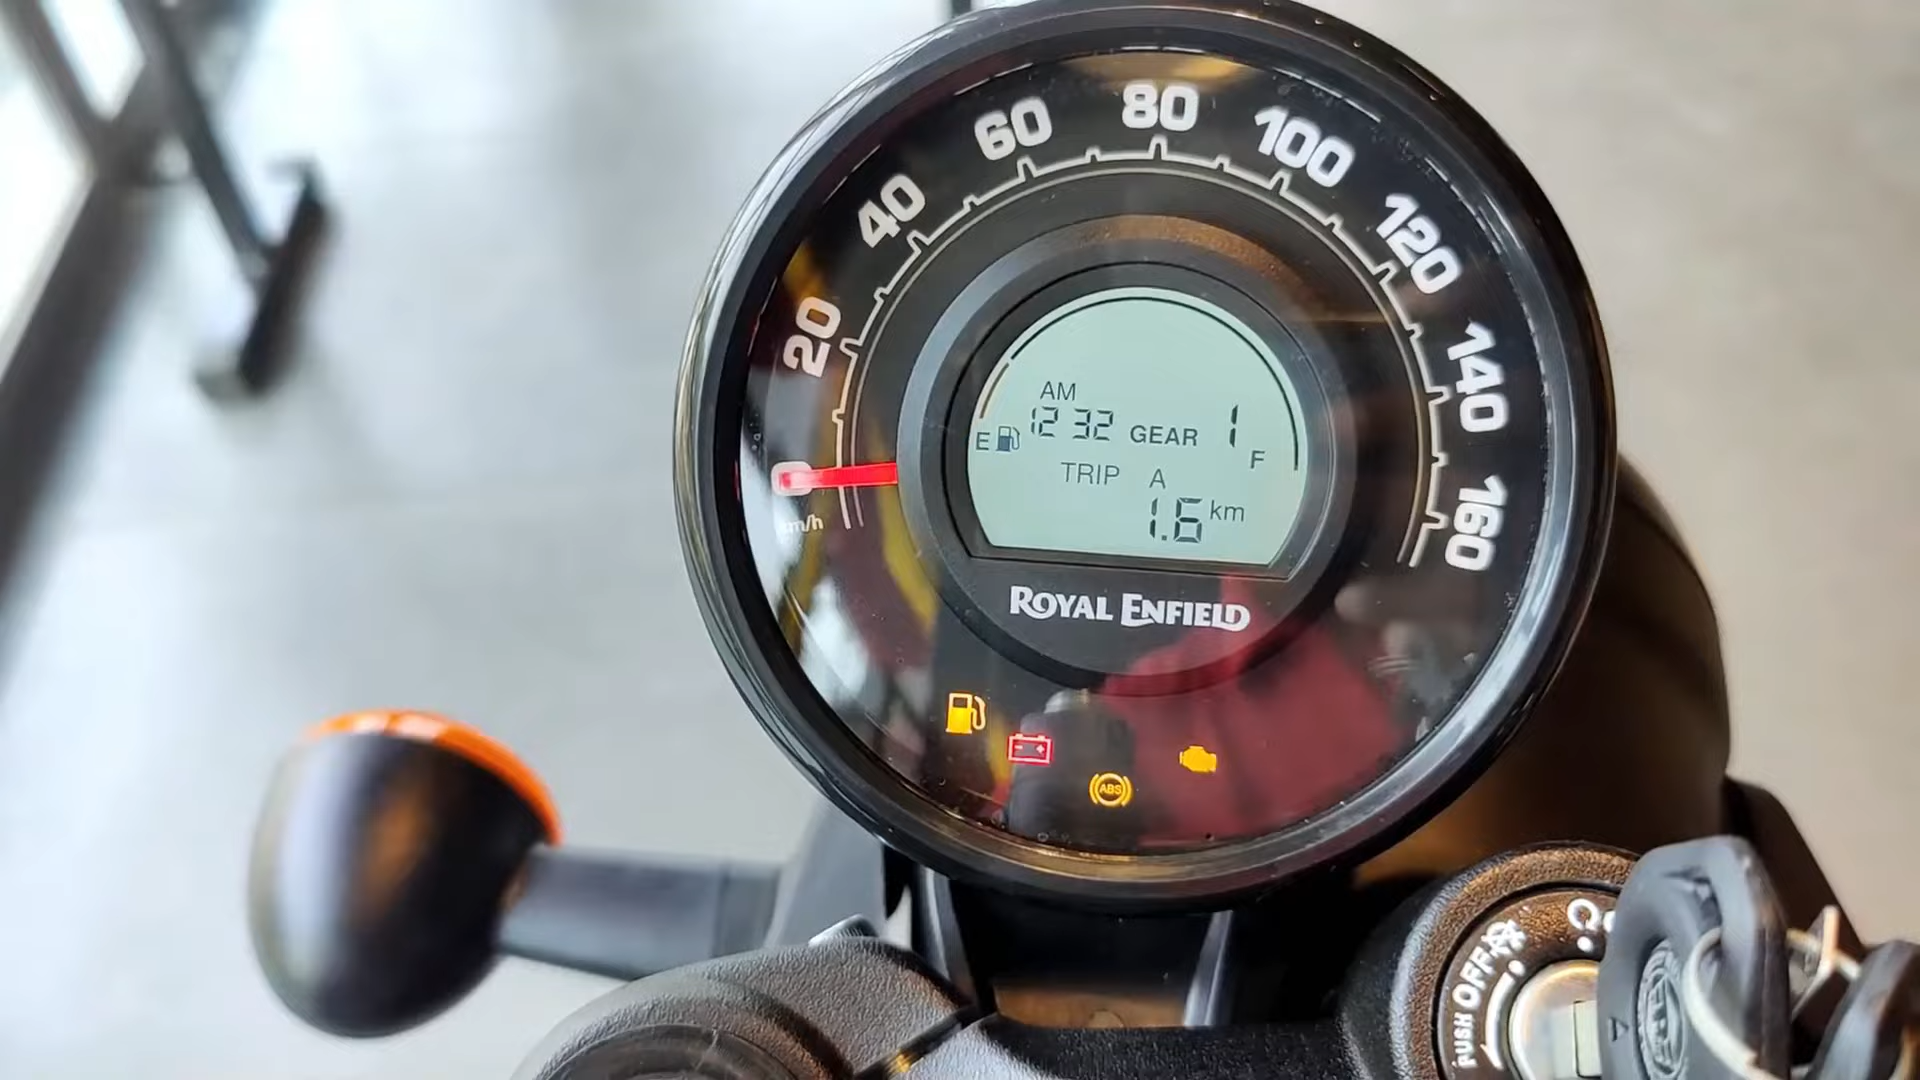 0
20
40
60
80
100
120
140
160
km/h
AM
12 32
GEAR 1
E
F
TRIP A
1.6 km
ROYAL ENFIELD
ABS
PUSH OFF